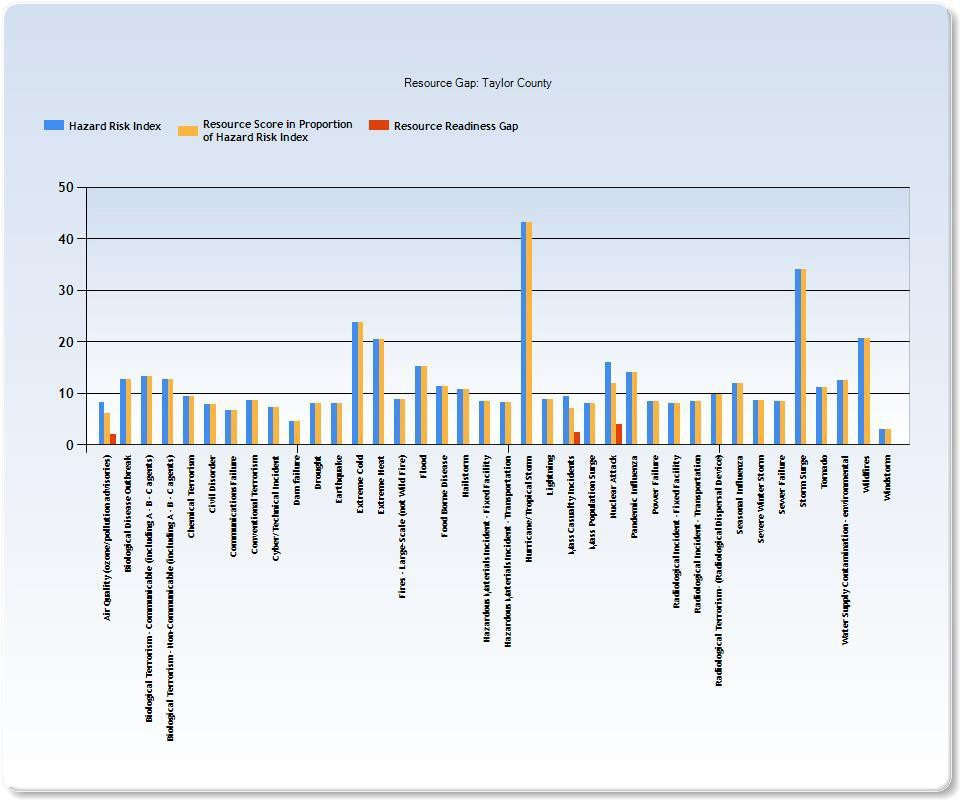 Resource Gap: Taylor County
Hazard Risk Index
Resource Score in Proportion
of Hazard Risk Index
Resource Readiness Gap
50
40
30
20
10
0
Air Quality (ozone/pollution advisories)
Biological Disease Outbreak
Biological Terrorism - Communicable (including A - B - C agents)
Biological Terrorism - Non-Communicable (including A - B - C agents)
Chemical Terrorism
Civil Disorder
Communications Failure
Conventional Terrorism
Cyber/Technical Incident
Dam failure
Drought
Earthquake
Extreme Cold
Extreme Heat
Fires - Large-Scale (not Wild Fire)
Flood
Food Borne Disease
Hailstorm
Hazardous Materials Incident - Fixed Facility
Hazardous Materials Incident - Transportation
Hurricane/Tropical Storm
Lightning
Mass Casualty Incidents
Mass Population Surge
Nuclear Attack
Pandemic Influenza
Power Failure
Radiological Incident - Fixed Facility
Radiological Incident - Transportation
Radiological Terrorism- (Radiological Dispersal Device)
Seasonal Influenza
Severe Winter Storm
Sewer Failure
Storm Surge
Tornado
Water Supply Contamination - environmental
Wildfires
Windstorm